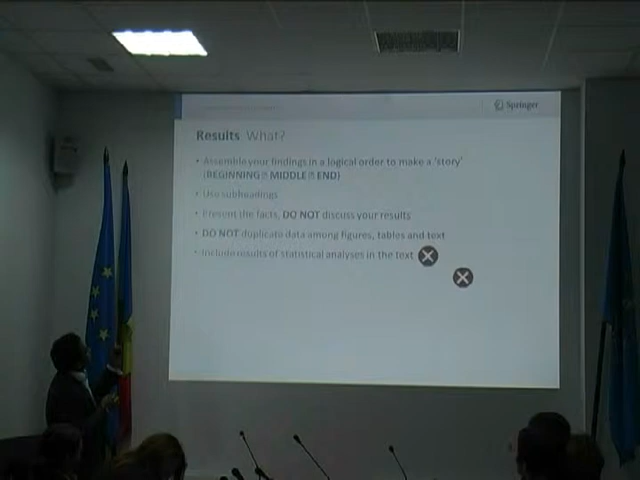 Springer
Results What?
• Assemble your findings in a logical order to make a 'story'
(BEGINNING MIDDLE END)
• Use subheadings
• Present the facts, DO NOT discuss your results
• DO NOT duplicate data among figures, tables and text
• Include results of statistical analyses in the text